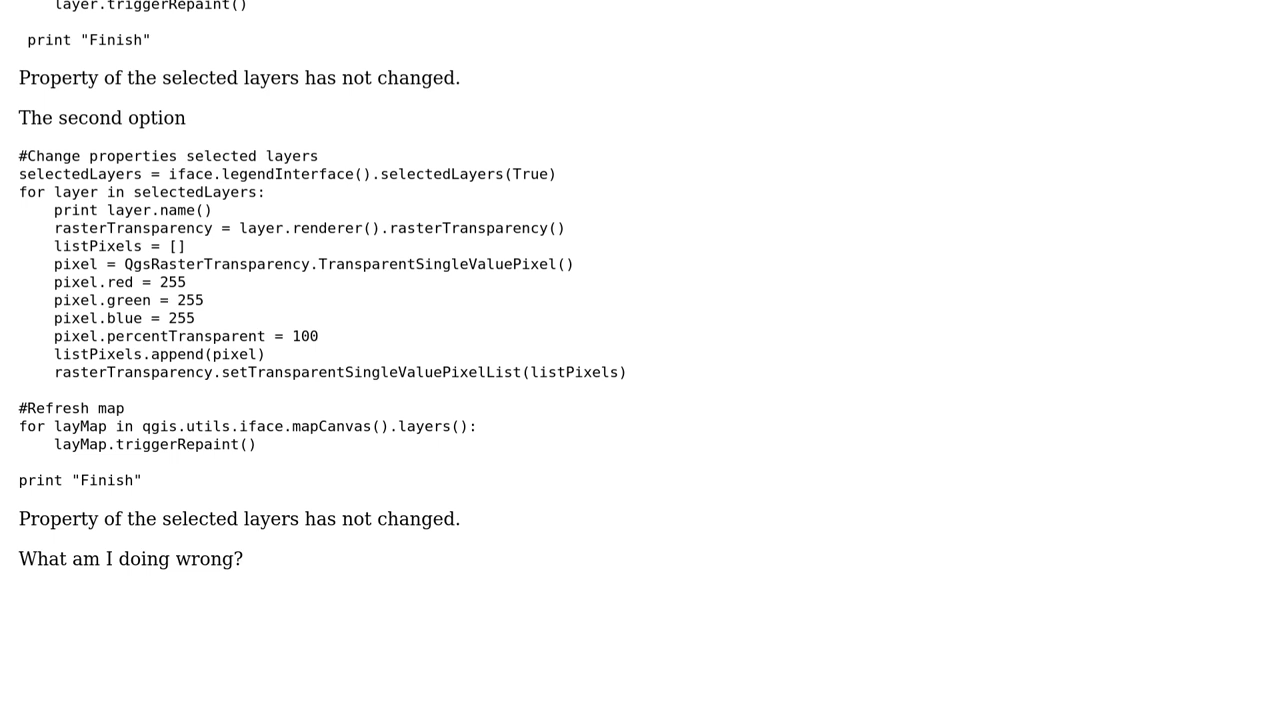 layer.triggerRepaint()
 print "Finish"
Property of the selected layers has not changed.
The second option
#Change properties selected layers
selectedLayers = iface.legendInterface().selectedLayers(True)
for layer in selectedLayers:
    print layer.name()
    rasterTransparency = layer.renderer().rasterTransparency()
    listPixels = []
    pixel = QgsRasterTransparency.TransparentSingleValuePixel()
    pixel.red = 255
    pixel.green = 255
    pixel.blue = 255
    pixel.percentTransparent = 100
    listPixels.append(pixel)
    rasterTransparency.setTransparentSingleValuePixelList(listPixels)
#Refresh map
for layMap in qgis.utils.iface.mapCanvas().layers():
    layMap.triggerRepaint()
print "Finish"
Property of the selected layers has not changed.
What am I doing wrong?